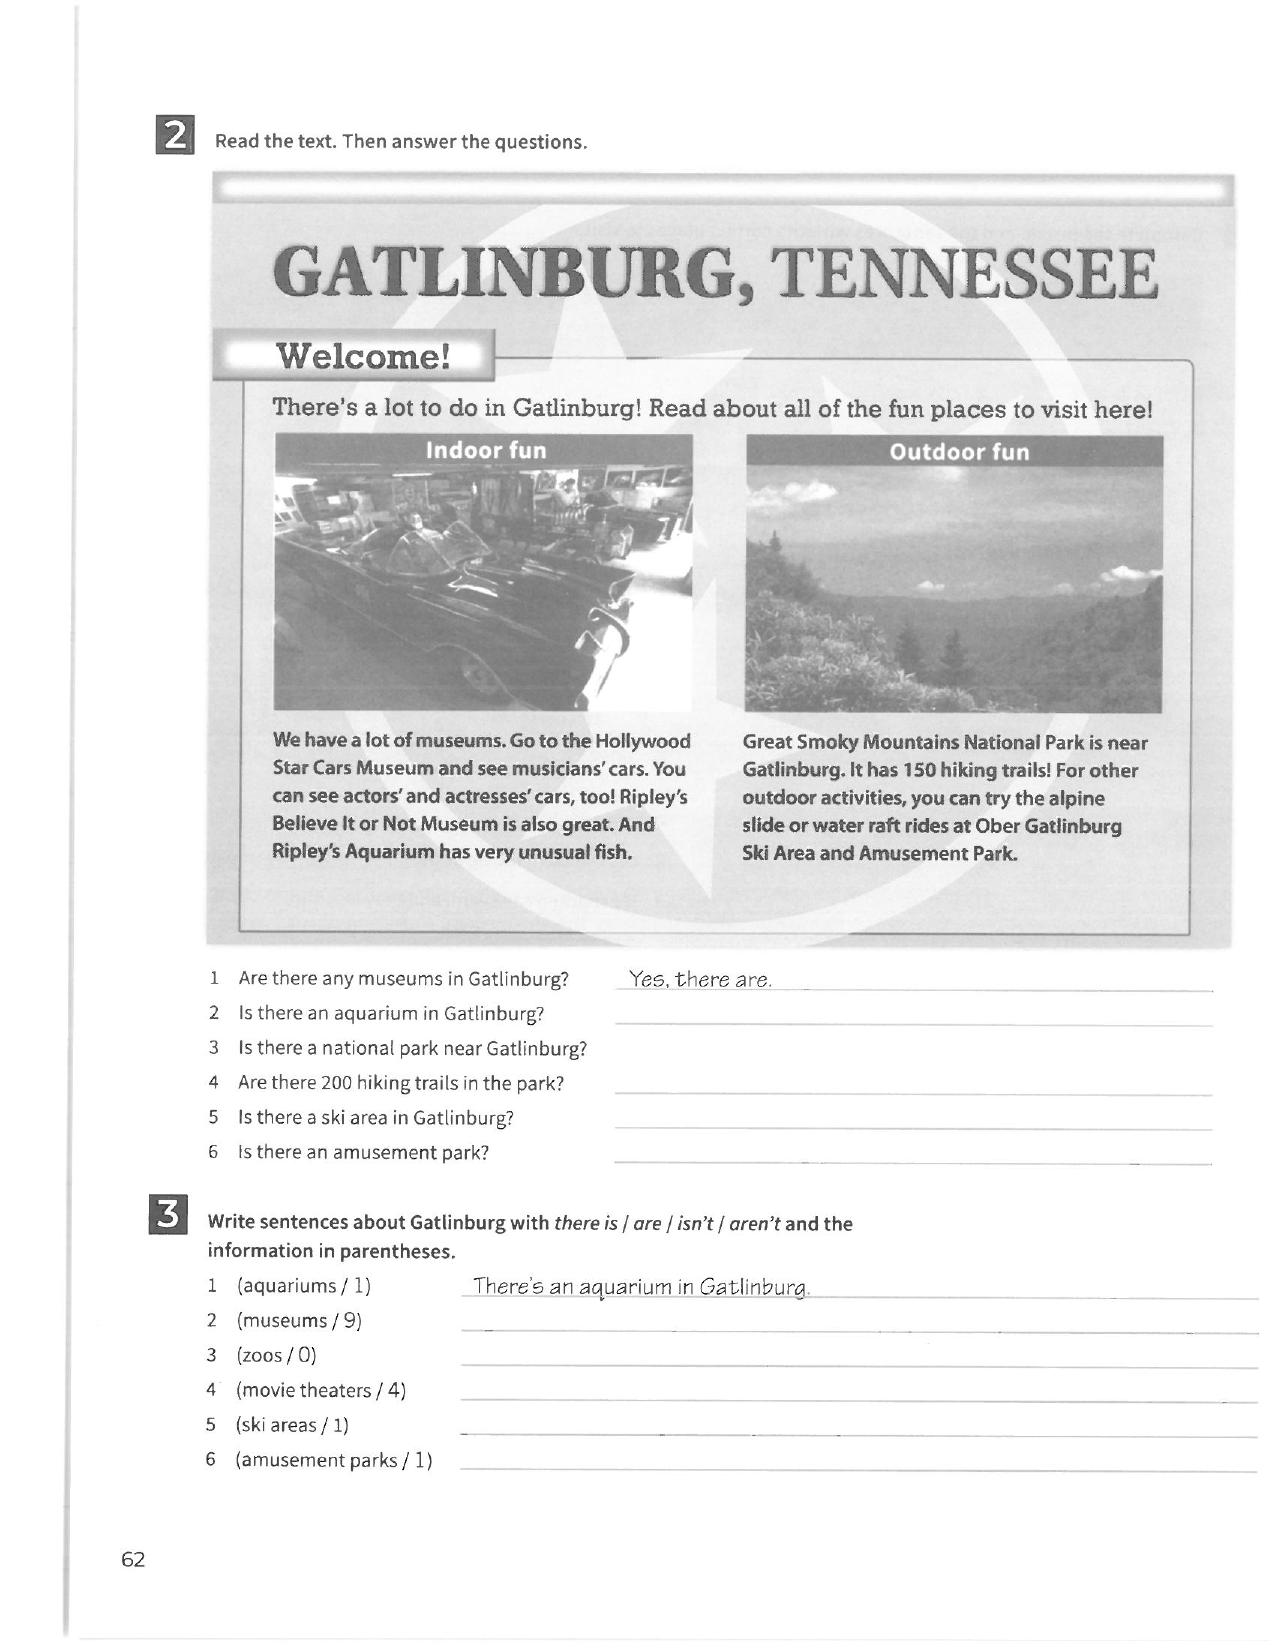 2 Read the text. Then answer the questions.
GATLINBURG, TENNESSEE
Welcome!
There's a lot to do in Gatlinburg! Read about all of the fun places to visit here!
Indoor fun
We have a lot of museums. Go to the Hollywood
Star Cars Museum and see musicians' cars. You
can see actors' and actresses' cars, too! Ripley's
Believe It or Not Museum is also great. And
Ripley's Aquarium has very unusual fish.
Outdoor fun
Great Smoky Mountains National Park is near
Gatlinburg. It has 150 hiking trails! For other
outdoor activities, you can try the alpine
slide or water raft rides at Ober Gatlinburg
Ski Area and Amusement Park.
1 Are there any museums in Gatlinburg? Yes, there are.
2 Is there an aquarium in Gatlinburg?
3 Is there a national park near Gatlinburg?
4 Are there 200 hiking trails in the park?
5 Is there a ski area in Gatlinburg?
6 Is there an amusement park?
3 Write sentences about Gatlinburg with there is / are / isn't / aren't and the
information in parentheses.
1 (aquariums / 1) There's an aquarium in Gatlinburg.
2 (museums / 9)
3 (zoos / 0)
4 (movie theaters / 4)
5 (ski areas / 1)
6 (amusement parks / 1)
62